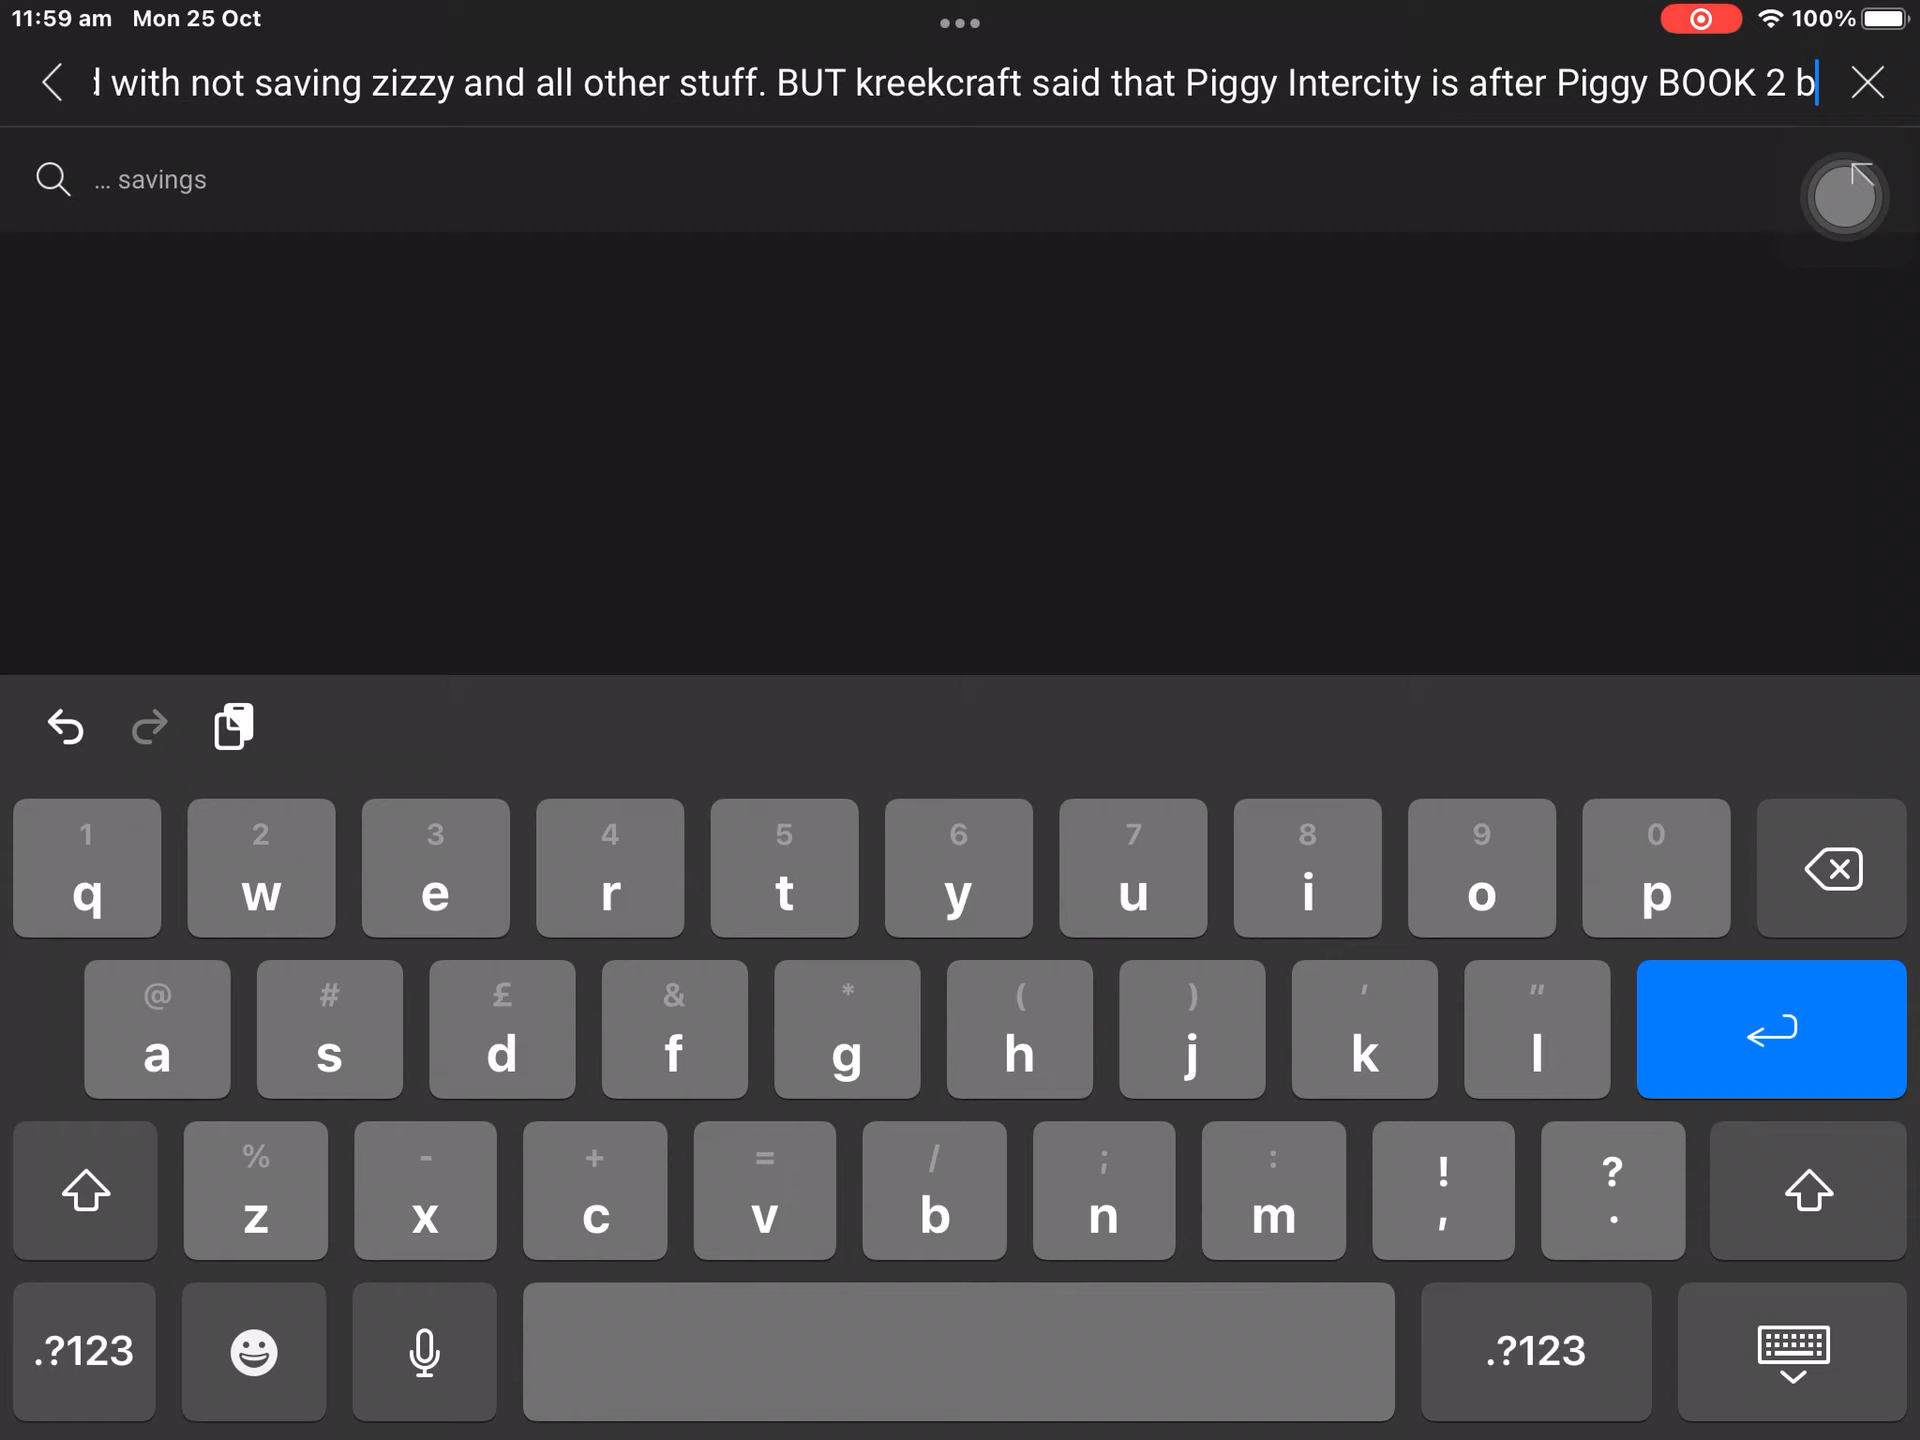 11:59 am Mon 25 Oct 100%
with not saving zizzy and all other stuff. BUT kreekcraft said that Piggy Intercity is after Piggy BOOK 2 b
... savings
1 2 3 4 5 6 7 8 9 0
q w e r t y u i o p
@ # £ & * ( ) ' "
a s d f g h j k l
% - + = / ; : ! ?
z x c v b n m , .
.?123 .?123